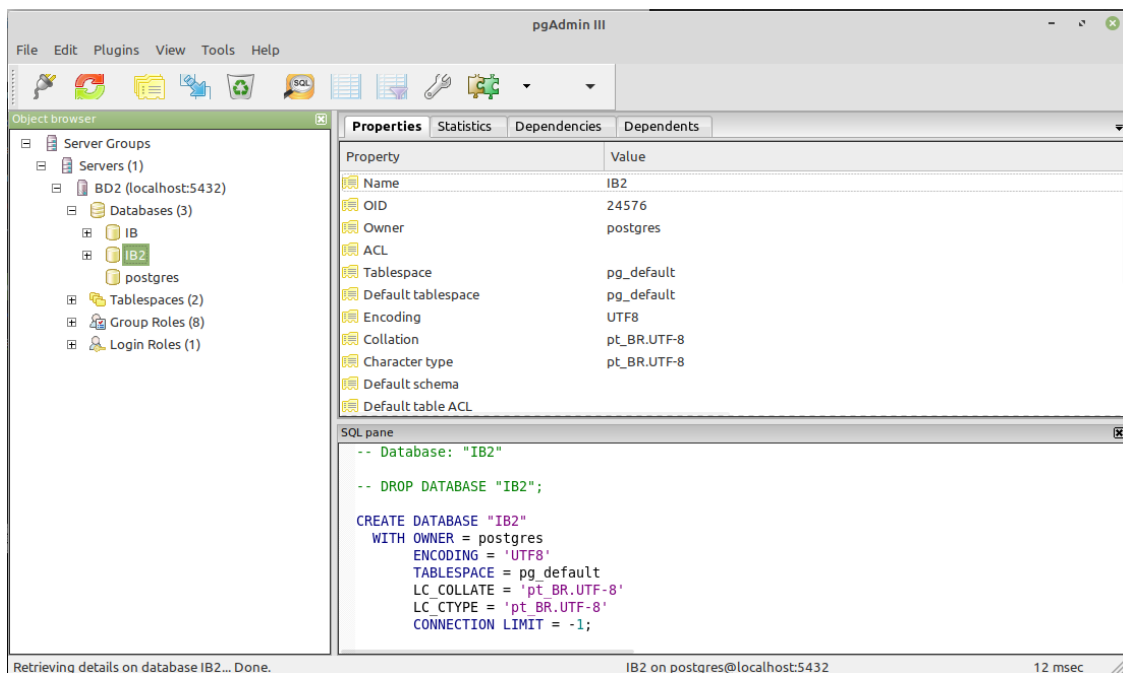 pgAdmin III
File Edit Plugins View Tools Help
SQL
Object browser
Server Groups
Servers (1)
BD2 (localhost:5432)
Databases (3)
IB
IB2
postgres
Tablespaces (2)
Group Roles (8)
Login Roles (1)
Properties Statistics Dependencies Dependents
Property Value
Name IB2
OID 24576
Owner postgres
ACL
Tablespace pg_default
Default tablespace pg_default
Encoding UTF8
Collation pt_BR.UTF-8
Character type pt_BR.UTF-8
Default schema
Default table ACL
SQL pane
-- Database: "IB2"
-- DROP DATABASE "IB2";
CREATE DATABASE "IB2"
WITH OWNER = postgres
ENCODING = 'UTF8'
TABLESPACE = pg_default
LC_COLLATE = 'pt_BR.UTF-8'
LC_CTYPE = 'pt_BR.UTF-8'
CONNECTION LIMIT = -1;
Retrieving details on database IB2... Done. IB2 on postgres@localhost:5432 12 msec